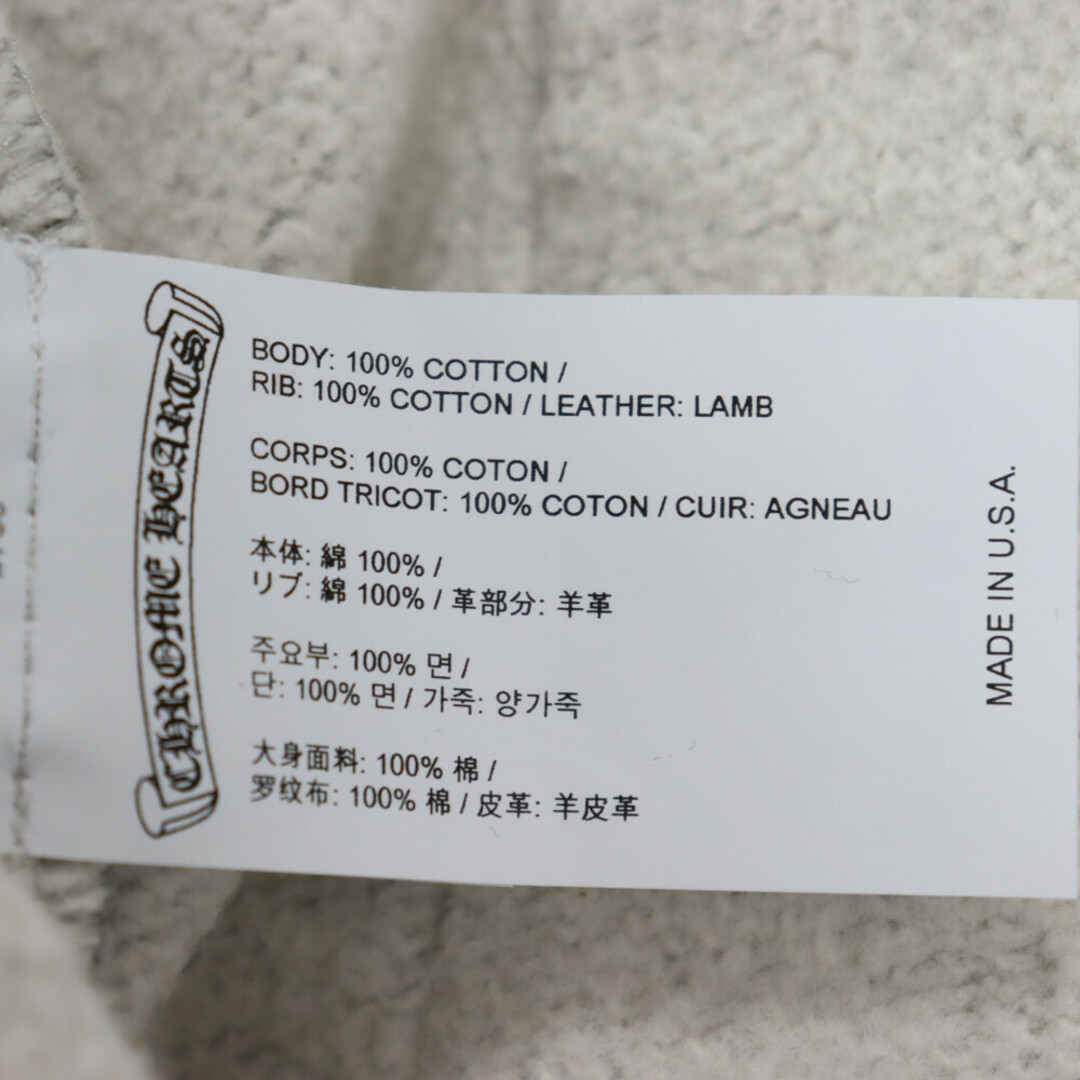 CHROME HEARTS
BODY: 100% COTTON /
RIB: 100% COTTON / LEATHER: LAMB
CORPS: 100% COTON /
BORD TRICOT: 100% COTON / CUIR: AGNEAU
本体: 綿 100% /
リブ: 綿 100% / 革部分: 羊革
주요부: 100% 면 /
단: 100% 면 / 가죽: 양가죽
大身面料: 100% 棉 /
罗纹布: 100% 棉 / 皮革: 羊皮革
MADE IN U.S.A.